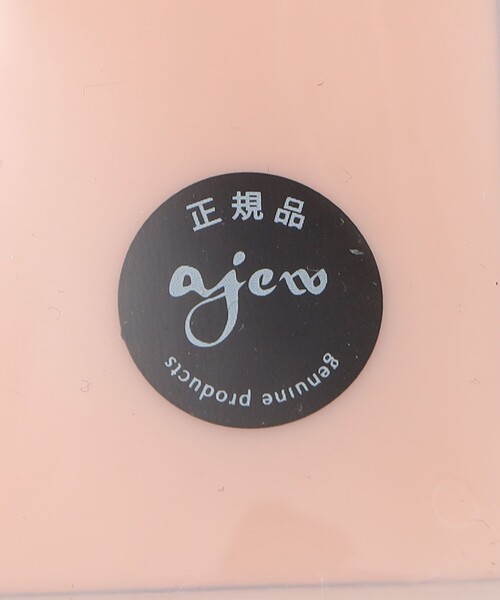 正規品
ajew
genuine products